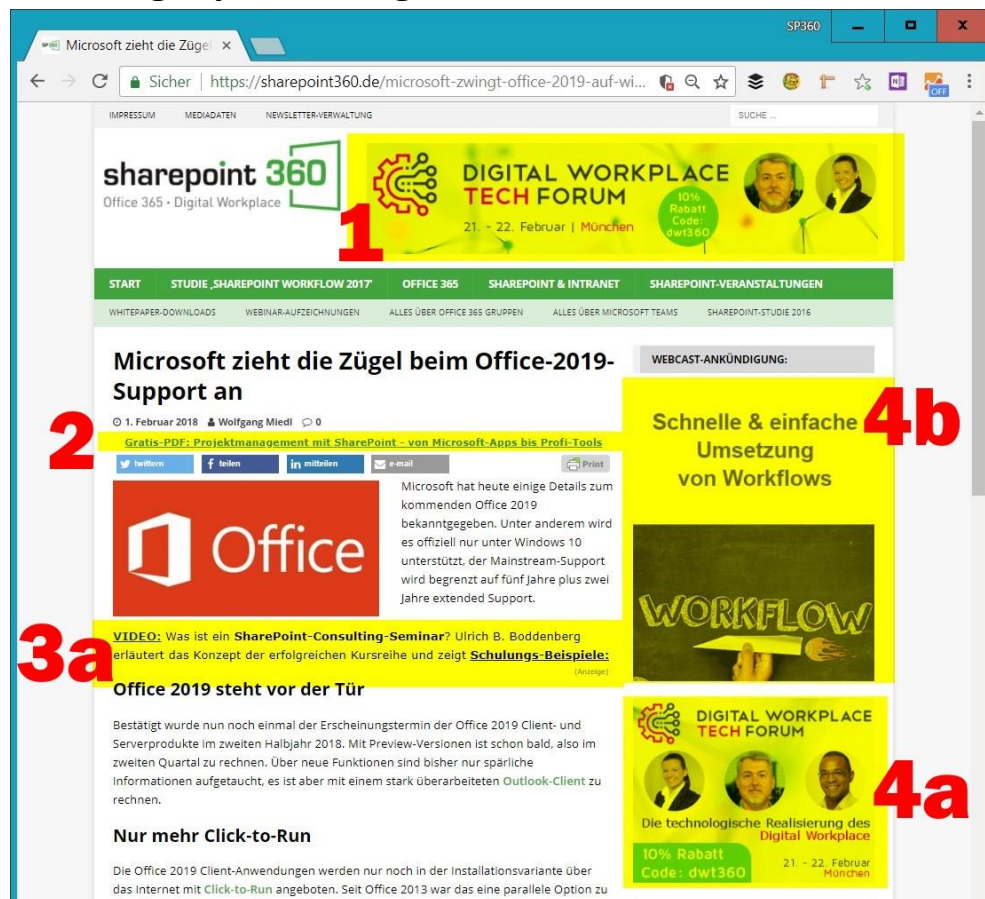 SP360
Microsoft zieht die Zügel
Sicher | https://sharepoint360.de/microsoft-zwingt-office-2019-auf-wi...
OFF
IMPRESSUM MEDIADATEN NEWSLETTER-VERWALTUNG SUCHE ...
sharepoint 360
Office 365 • Digital Workplace
1
DIGITAL WORKPLACE
TECH FORUM
21. - 22. Februar | München
10%
Rabatt
Code:
dwt360
START STUDIE ‚SHAREPOINT WORKFLOW 2017' OFFICE 365 SHAREPOINT & INTRANET SHAREPOINT-VERANSTALTUNGEN
WHITEPAPER-DOWNLOADS WEBINAR-AUFZEICHNUNGEN ALLES ÜBER OFFICE 365 GRUPPEN ALLES ÜBER MICROSOFT TEAMS SHAREPOINT-STUDIE 2016
Microsoft zieht die Zügel beim Office-2019-
Support an
1. Februar 2018 Wolfgang Miedl 0
2
Gratis-PDF: Projektmanagement mit SharePoint - von Microsoft-Apps bis Profi-Tools
twittern teilen mitteilen e-mail Print
Office
Microsoft hat heute einige Details zum
kommenden Office 2019
bekanntgegeben. Unter anderem wird
es offiziell nur unter Windows 10
unterstützt, der Mainstream-Support
wird begrenzt auf fünf Jahre plus zwei
Jahre extended Support.
3a
VIDEO: Was ist ein SharePoint-Consulting-Seminar? Ulrich B. Boddenberg
erläutert das Konzept der erfolgreichen Kursreihe und zeigt Schulungs-Beispiele:
(Anzeige)
Office 2019 steht vor der Tür
Bestätigt wurde nun noch einmal der Erscheinungstermin der Office 2019 Client- und
Serverprodukte im zweiten Halbjahr 2018. Mit Preview-Versionen ist schon bald, also im
zweiten Quartal zu rechnen. Über neue Funktionen sind bisher nur spärliche
Informationen aufgetaucht, es ist aber mit einem stark überarbeiteten Outlook-Client zu
rechnen.
Nur mehr Click-to-Run
Die Office 2019 Client-Anwendungen werden nur noch in der Installationsvariante über
das Internet mit Click-to-Run angeboten. Seit Office 2013 war das eine parallele Option zu
WEBCAST-ANKÜNDIGUNG:
4b
Schnelle & einfache
Umsetzung
von Workflows
WORKFLOW
DIGITAL WORKPLACE
TECH FORUM
4a
Die technologische Realisierung des
Digital Workplace
10% Rabatt
Code: dwt360
21. - 22. Februar
München